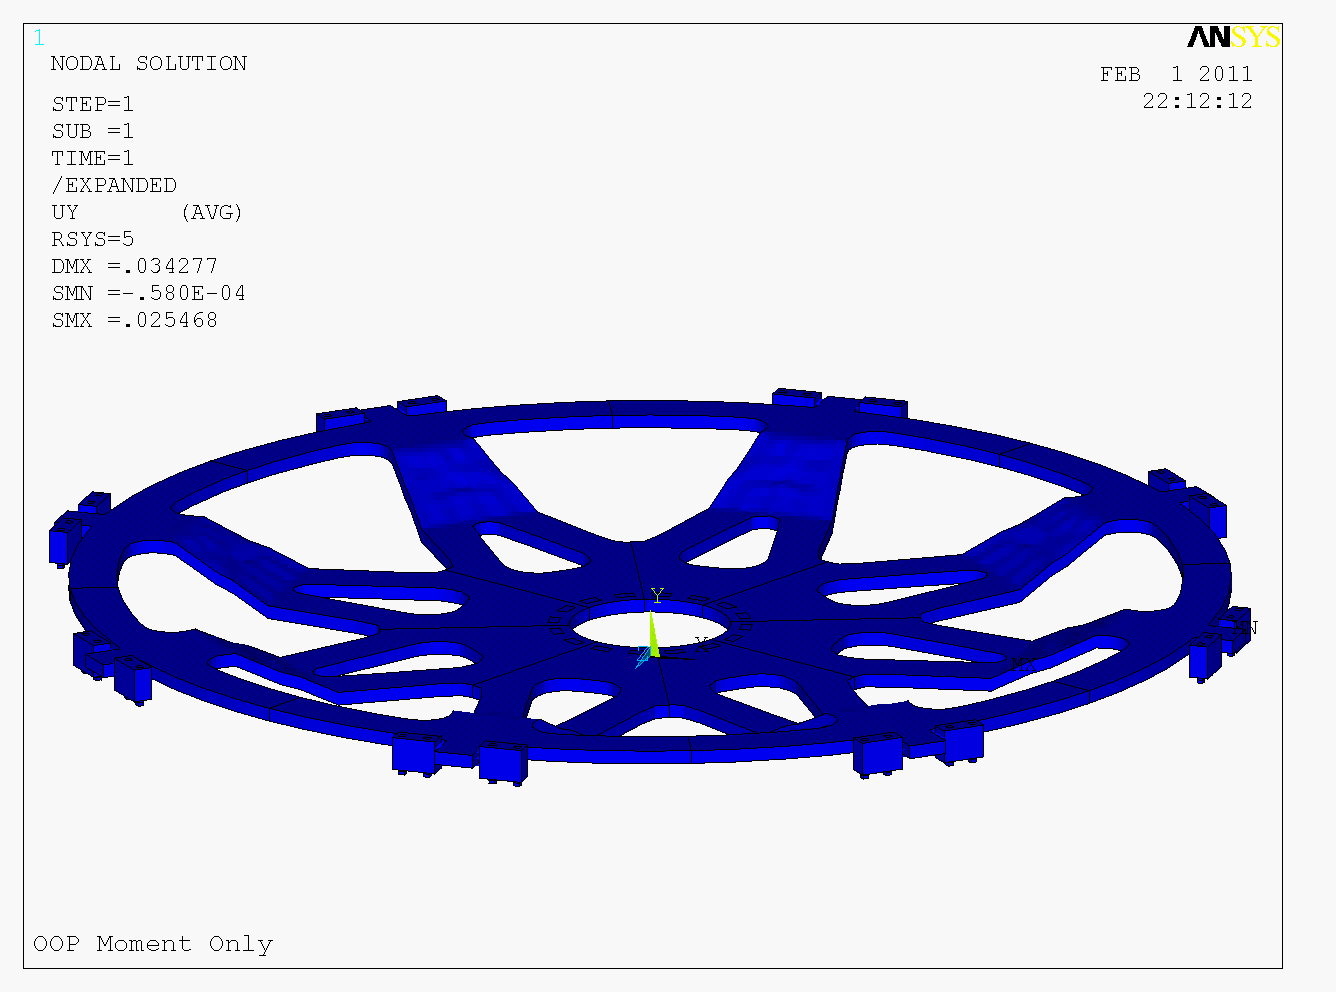 1
ANSYS
NODAL SOLUTION
FEB  1 2011
22:12:12
STEP=1
SUB =1
TIME=1
/EXPANDED
UY       (AVG)
RSYS=5
DMX =.034277
SMN =-.580E-04
SMX =.025468
Y
X
Z
OOP Moment Only